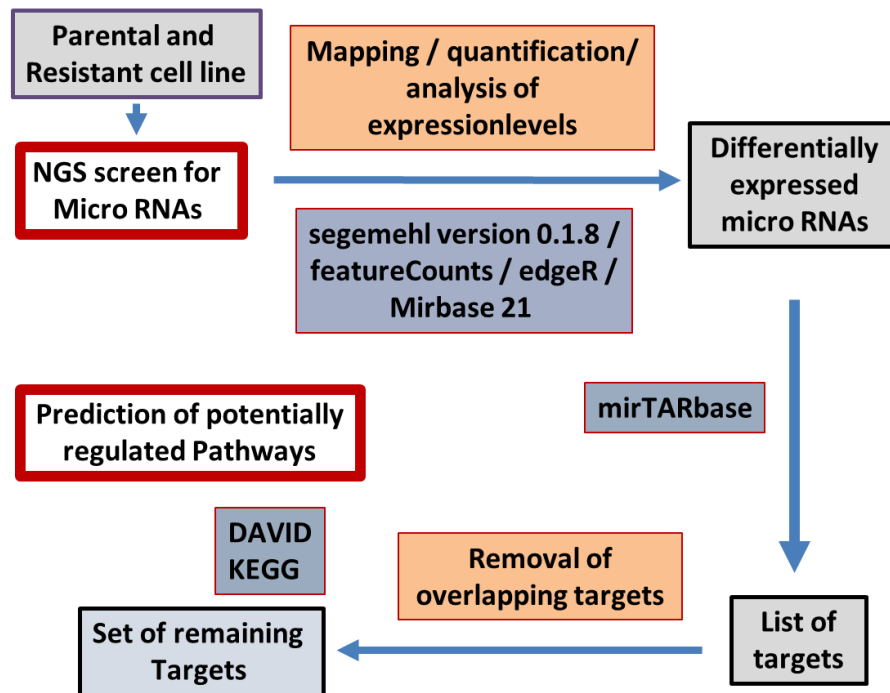 Parental and
Resistant cell line
Mapping / quantification/
analysis of
expressionlevels
NGS screen for
Micro RNAs
Differentially
expressed
micro RNAs
segemehl version 0.1.8 /
featureCounts / edgeR /
Mirbase 21
mirTARbase
Prediction of potentially
regulated Pathways
DAVID
KEGG
Removal of
overlapping targets
List of
targets
Set of remaining
Targets